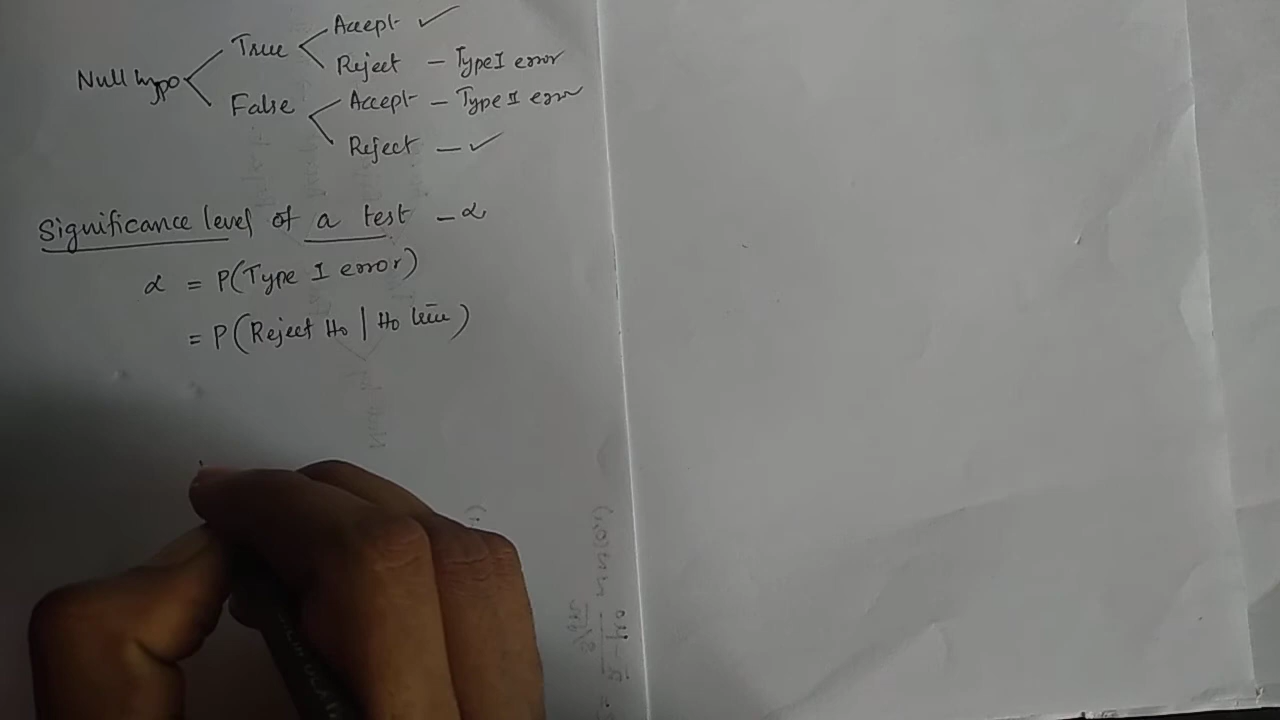 True < Accept ✓
Null hypo < Reject - Type I error
False < Accept - Type II error
Reject - ✓
Significance level of a test - α
α = P(Type I error)
= P(Reject H₀ | H₀ true)